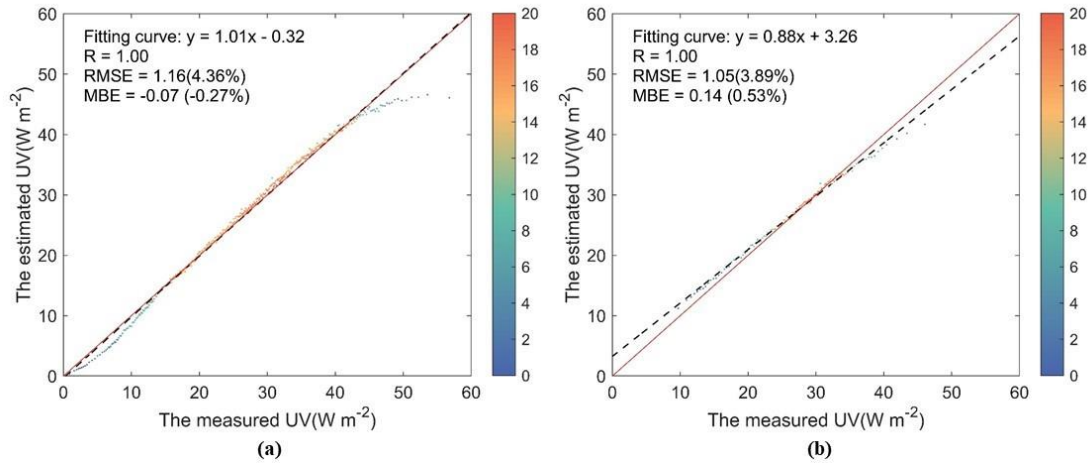 Fitting curve: y = 1.01x - 0.32
R = 1.00
RMSE = 1.16(4.36%)
MBE = -0.07 (-0.27%)
The estimated UV(W m-2)
60
50
40
30
20
10
0
0 10 20 30 40 50 60
The measured UV(W m-2)
20
18
16
14
12
10
8
6
4
2
0
(a)
Fitting curve: y = 0.88x + 3.26
R = 1.00
RMSE = 1.05(3.89%)
MBE = 0.14 (0.53%)
The estimated UV(W m-2)
60
50
40
30
20
10
0
0 10 20 30 40 50 60
The measured UV(W m-2)
20
18
16
14
12
10
8
6
4
2
0
(b)